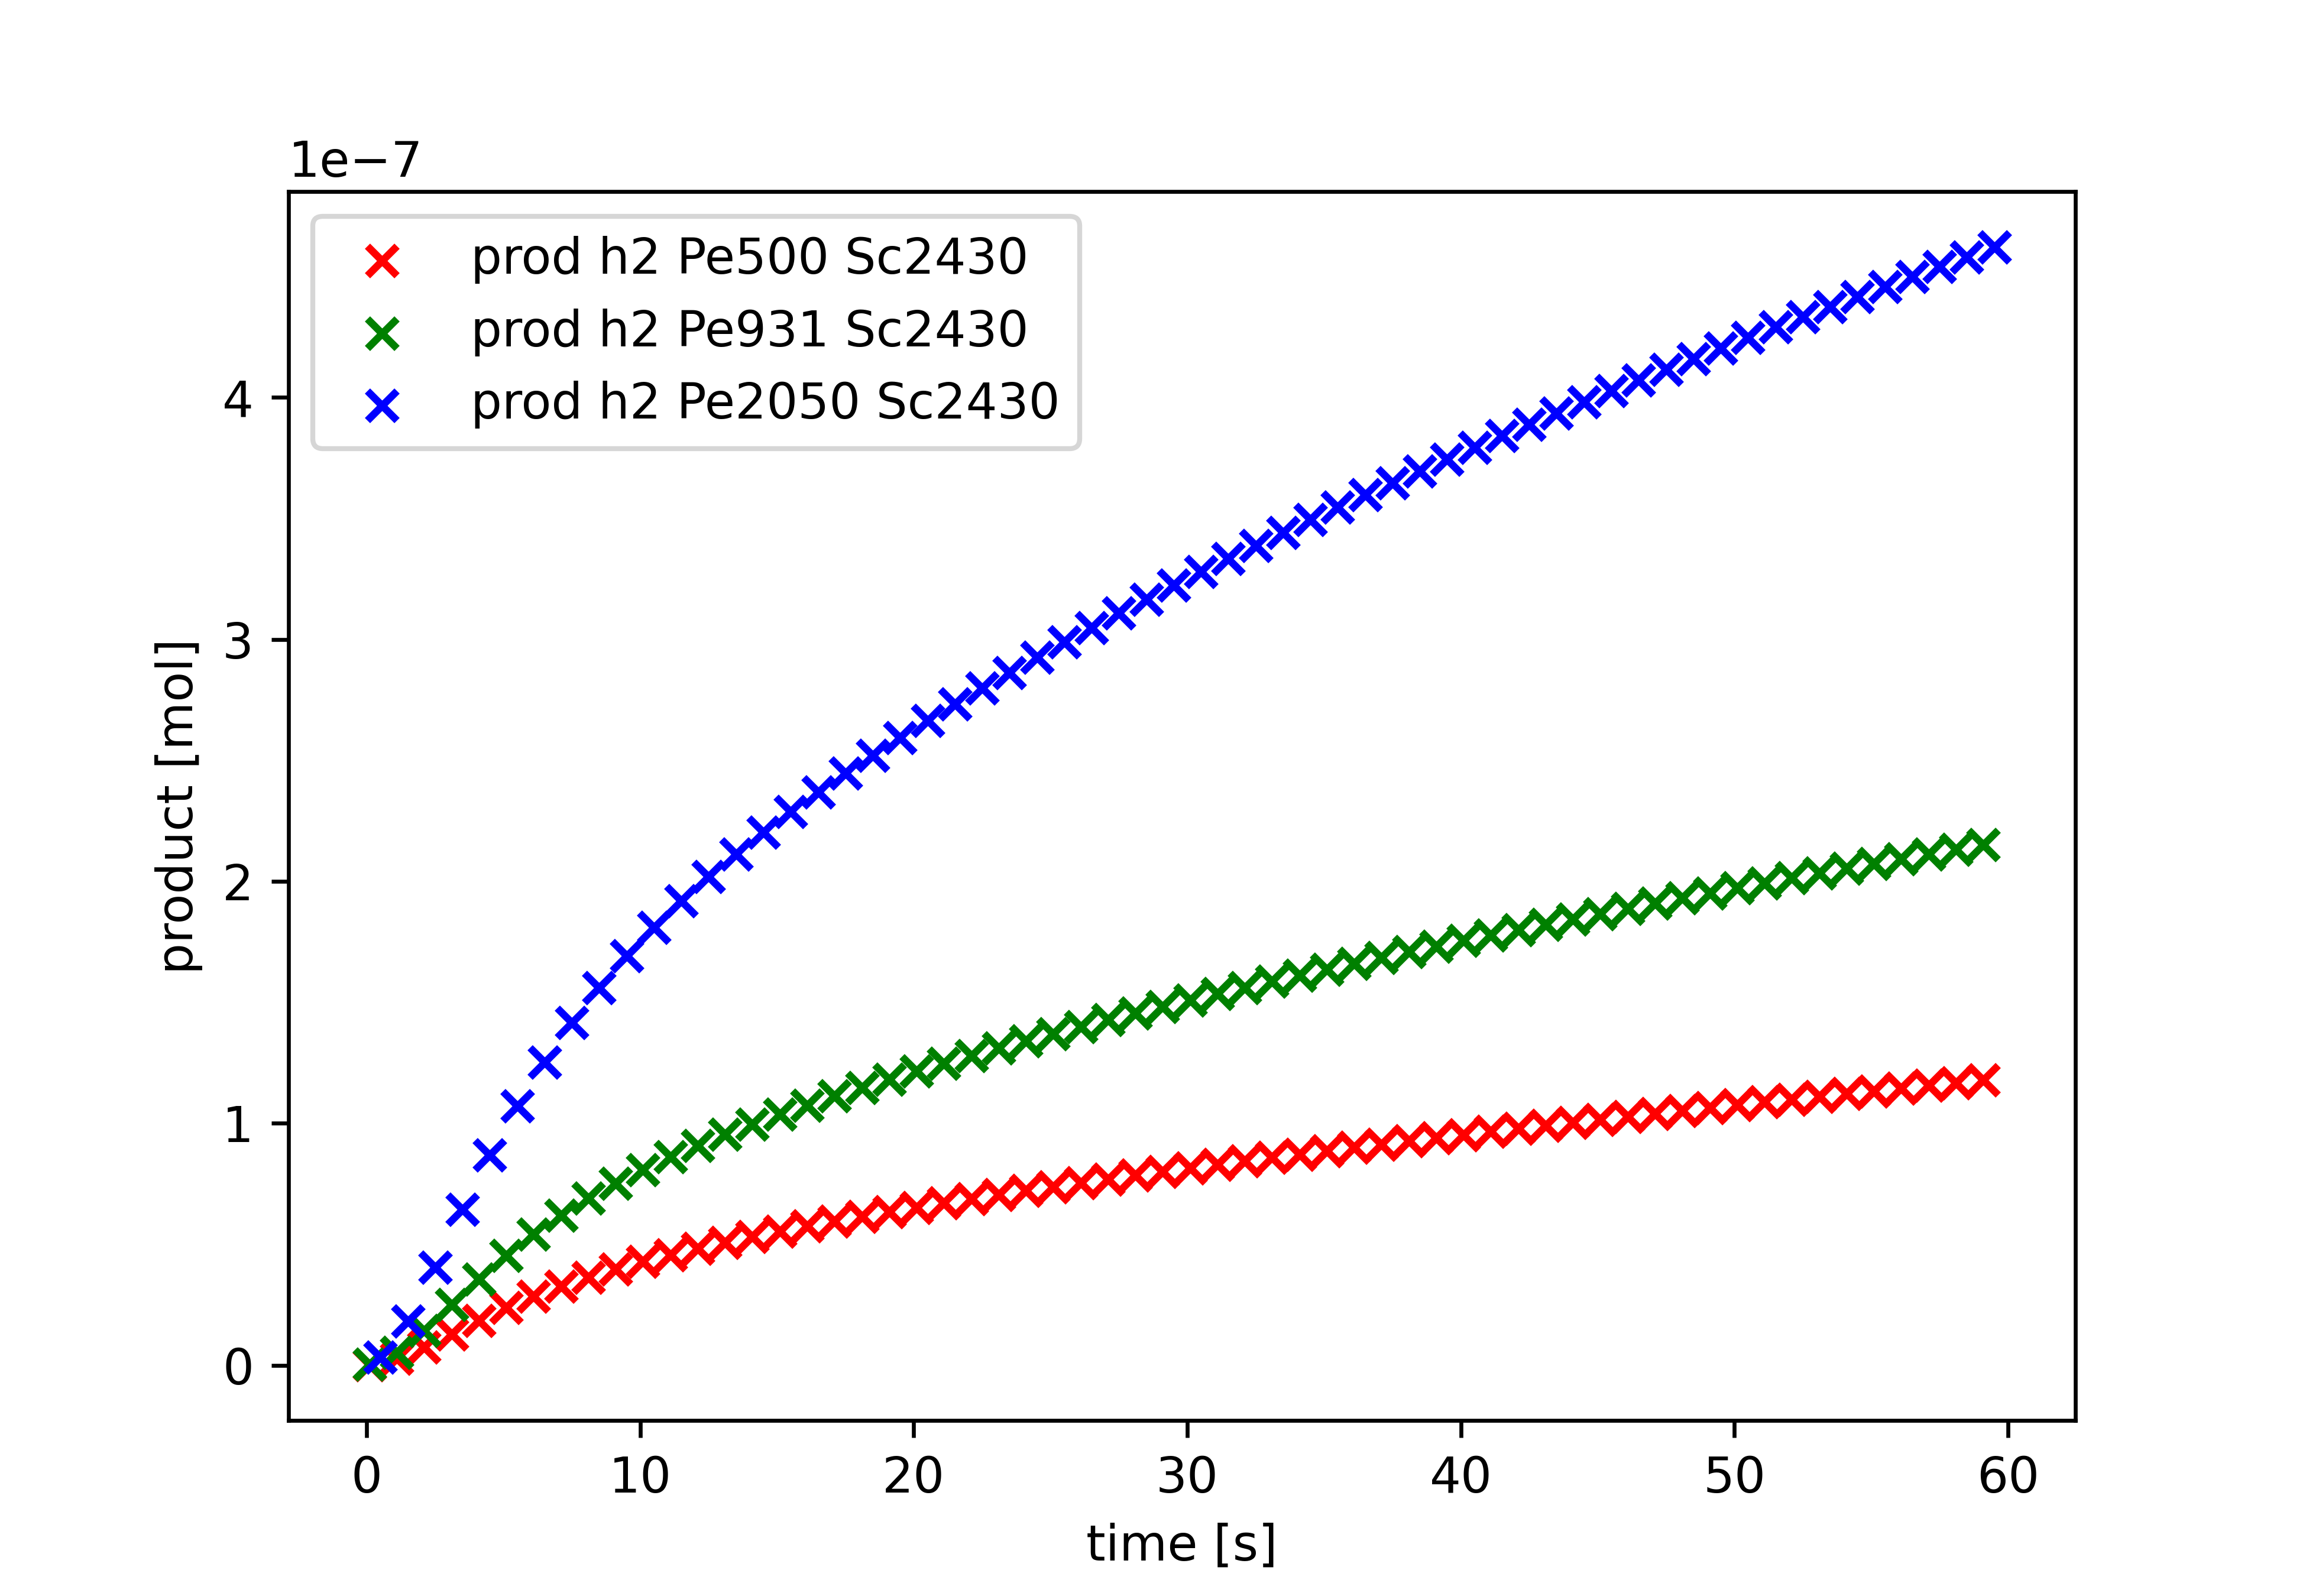 1e−7
prod h2 Pe500 Sc2430
prod h2 Pe931 Sc2430
prod h2 Pe2050 Sc2430
4
3
2
1
0
product [mol]
0 10 20 30 40 50 60
time [s]